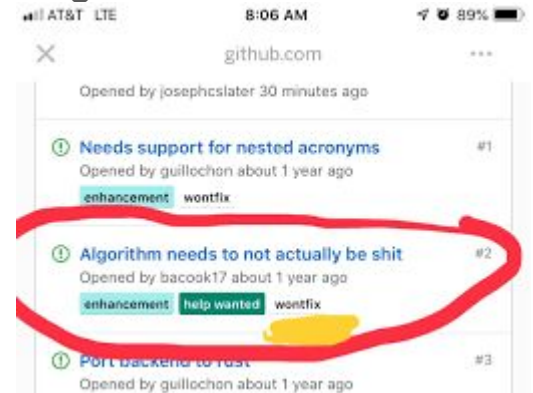 AT&T LTE 8:06 AM 89%
github.com
Opened by josephcslater 30 minutes ago
Needs support for nested acronyms #1
Opened by guillochon about 1 year ago
enhancement wontfix
Algorithm needs to not actually be shit #2
Opened by bacook17 about 1 year ago
enhancement help wanted wontfix
Port backend to rust #3
Opened by guillochon about 1 year ago